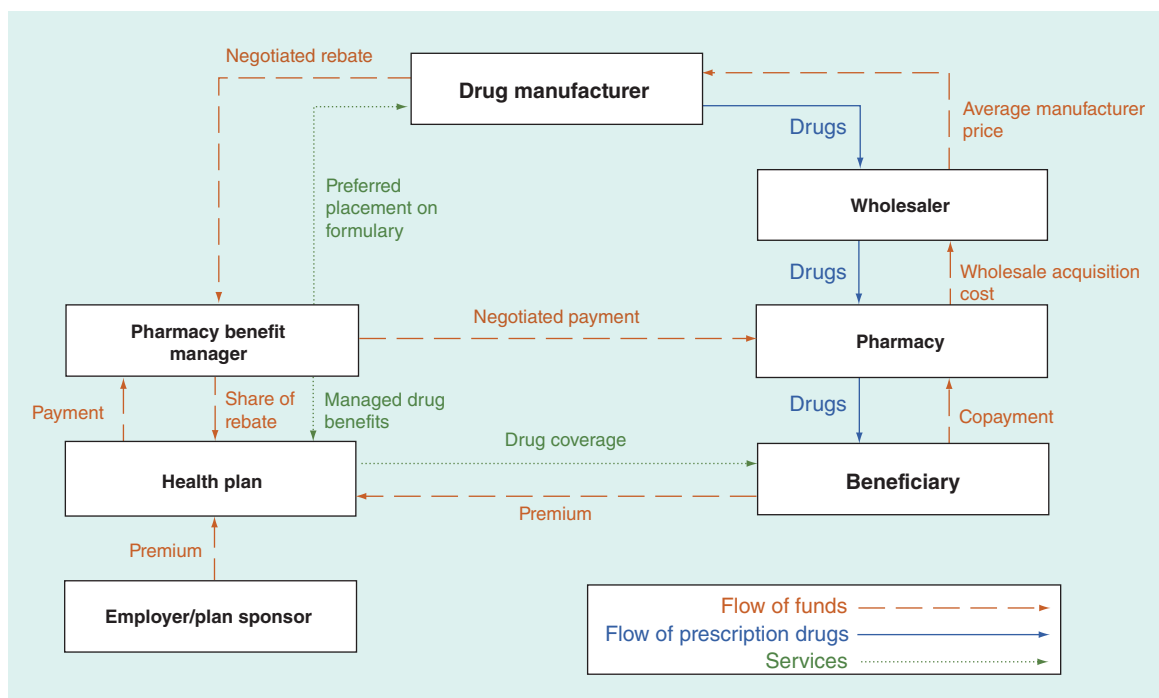 Negotiated rebate
Drug manufacturer
Average manufacturer
price
Drugs
Preferred
placement on
formulary
Wholesaler
Drugs
Wholesale acquisition
cost
Pharmacy benefit
manager
Negotiated payment
Pharmacy
Payment
Share of
rebate
Managed drug
benefits
Drugs
Copayment
Drug coverage
Health plan
Beneficiary
Premium
Premium
Employer/plan sponsor
Flow of funds
Flow of prescription drugs
Services